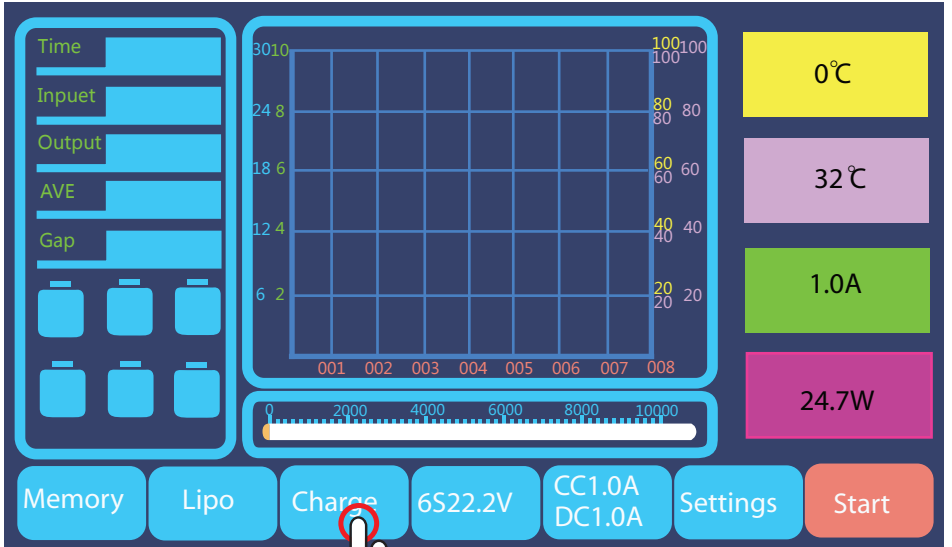 Time
Inpuet
Output
AVE
Gap
30 10 100 100 100
24 8 80 80 80
18 6 60 60 60
12 4 40 40 40
6 2 20 20 20
001 002 003 004 005 006 007 008
0 2000 4000 6000 8000 10000
0℃
32℃
1.0A
24.7W
Memory
Lipo
Charge
6S22.2V
CC1.0A
DC1.0A
Settings
Start